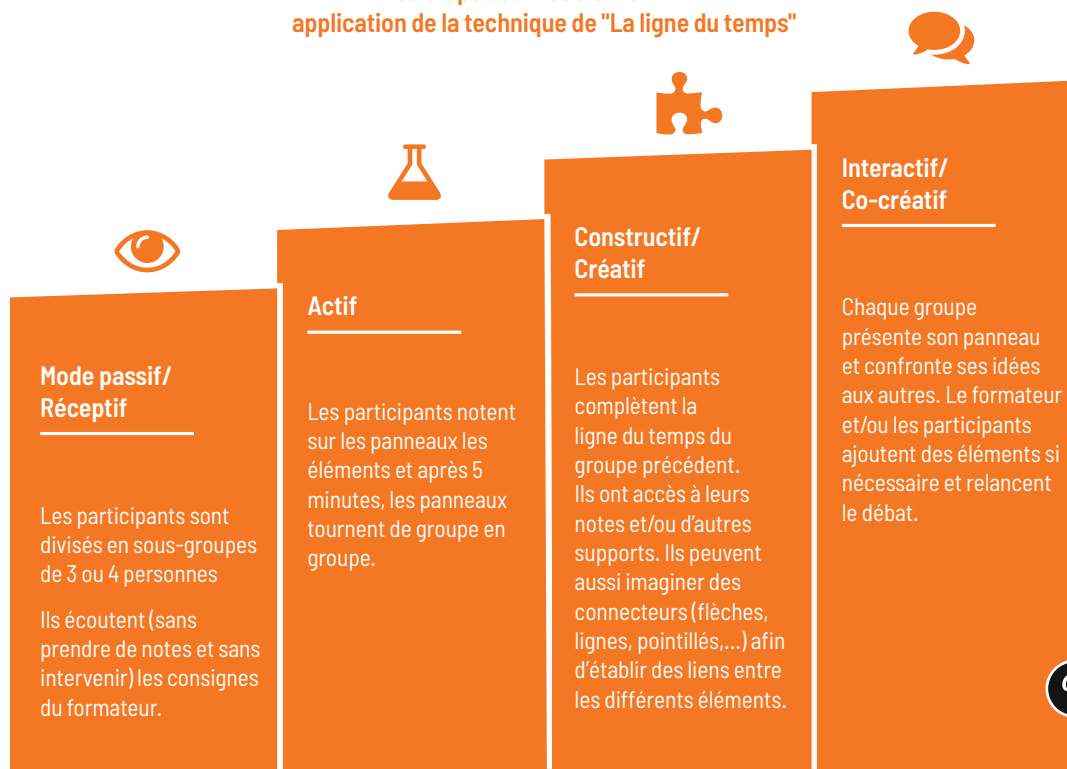 application de la technique de "La ligne du temps"
Mode passif/
Réceptif
Les participants sont
divisés en sous-groupes
de 3 ou 4 personnes
Ils écoutent (sans
prendre de notes et sans
intervenir) les consignes
du formateur.
Actif
Les participants notent
sur les panneaux les
éléments et après 5
minutes, les panneaux
tournent de groupe en
groupe.
Constructif/
Créatif
Les participants
complètent la
ligne du temps du
groupe précédent.
Ils ont accès à leurs
notes et/ou d'autres
supports. Ils peuvent
aussi imaginer des
connecteurs (flèches,
lignes, pointillés,...) afin
d'établir des liens entre
les différents éléments.
Interactif/
Co-créatif
Chaque groupe
présente son panneau
et confronte ses idées
aux autres. Le formateur
et/ou les participants
ajoutent des éléments si
nécessaire et relancent
le débat.